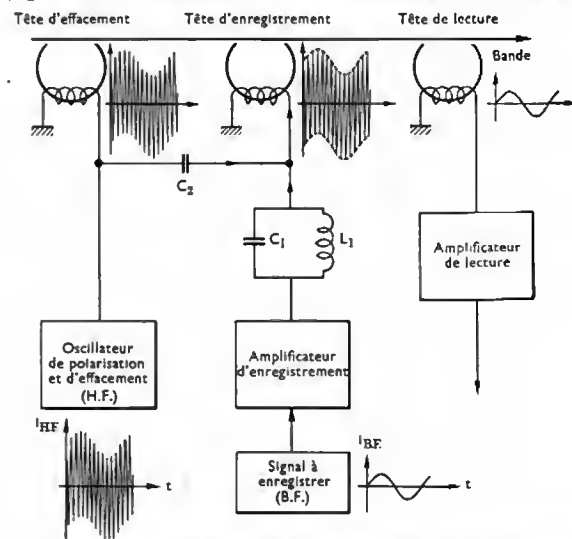 Tête d'effacement
Tête d'enregistrement
Tête de lecture
Bande
C2
C1
L1
Amplificateur
de lecture
Oscillateur
de polarisation
et d'effacement
(H.F.)
Amplificateur
d'enregistrement
iHF
t
Signal à
enregistrer
(B.F.)
iB.F.
t